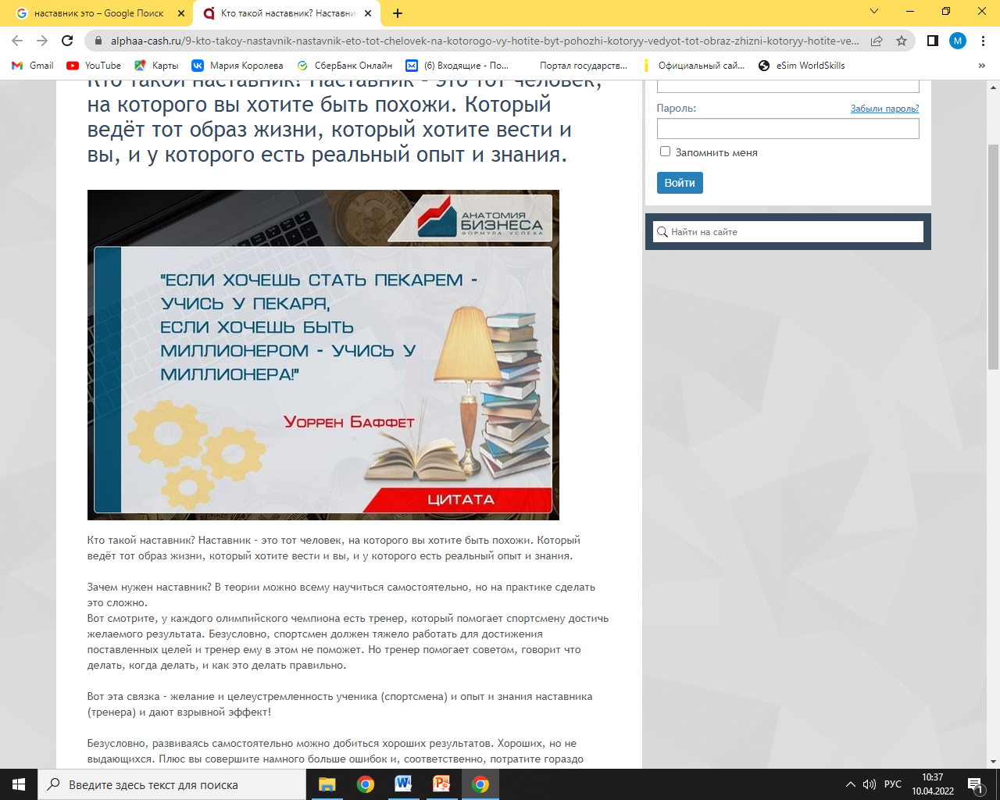 наставник это – Google Поиск
Кто такой наставник? Наставни
alphaa-cash.ru/9-kto-takoy-nastavnik-nastavnik-eto-tot-chelovek-na-kotorogo-vy-hotite-byt-pohozhi-kotoryy-vedyot-tot-obraz-zhizni-kotoryy-hotite-ve...
M
Gmail
YouTube
Карты
Мария Королева
СберБанк Онлайн
(6) Входящие - По...
Портал государств...
Официальный сай...
eSim WorldSkills
»
Кто такой наставник? Наставник – это тот человек,
на которого вы хотите быть похожи. Который
ведёт тот образ жизни, который хотите вести и
вы, и у которого есть реальный опыт и знания.
Пароль:
Забыли пароль?
Запомнить меня
Войти
Найти на сайте
АНАТОМИЯ
БИЗНЕСА
ФОРМУЛА УСПЕХА
"ЕСЛИ ХОЧЕШЬ СТАТЬ ПЕКАРЕМ -
УЧИСЬ У ПЕКАРЯ,
ЕСЛИ ХОЧЕШЬ БЫТЬ
МИЛЛИОНЕРОМ - УЧИСЬ У
МИЛЛИОНЕРА!"
УОРРЕН БАФФЕТ
ЦИТАТА
Кто такой наставник? Наставник – это тот человек, на которого вы хотите быть похожи. Который
ведёт тот образ жизни, который хотите вести и вы, и у которого есть реальный опыт и знания.
Зачем нужен наставник? В теории можно всему научиться самостоятельно, но на практике сделать
это сложно.
Вот смотрите, у каждого олимпийского чемпиона есть тренер, который помогает спортсмену достичь
желаемого результата. Безусловно, спортсмен должен тяжело работать для достижения
поставленных целей и тренер ему в этом не поможет. Но тренер помогает советом, говорит что
делать, когда делать, и как это делать правильно.
Вот эта связка – желание и целеустремленность ученика (спортсмена) и опыт и знания наставника
(тренера) и дают взрывной эффект!
Безусловно, развиваясь самостоятельно можно добиться хороших результатов. Хороших, но не
выдающихся. Плюс вы совершите намного больше ошибок и, соответственно, потратите гораздо
Введите здесь текст для поиска
РУС
10:37
10.04.2022
1